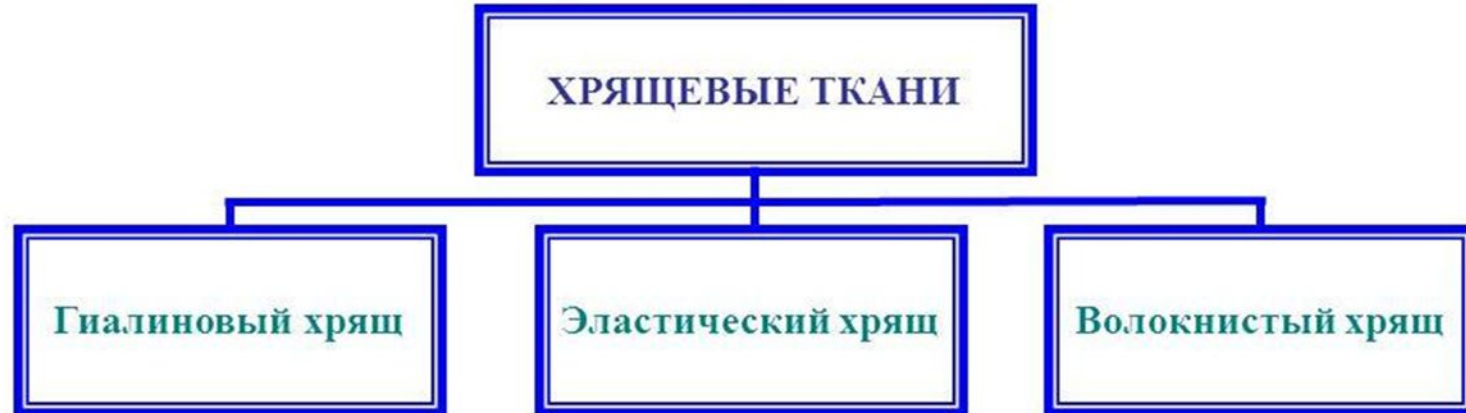 ХРЯЩЕВЫЕ ТКАНИ
Гиалиновый хрящ
Эластический хрящ
Волокнистый хрящ